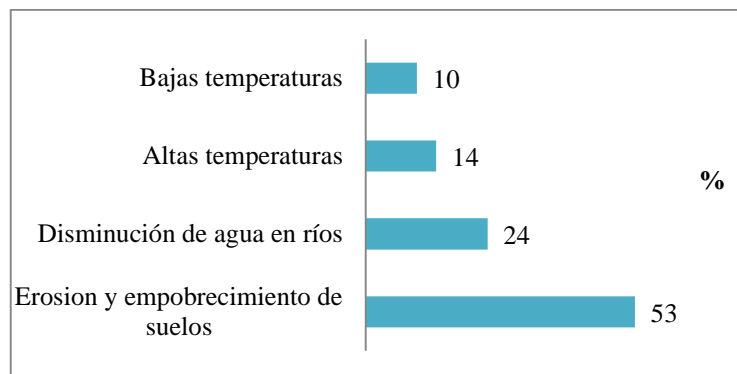 Bajas temperaturas 10
Altas temperaturas 14
%
Disminución de agua en ríos 24
Erosion y empobrecimiento de
suelos 53